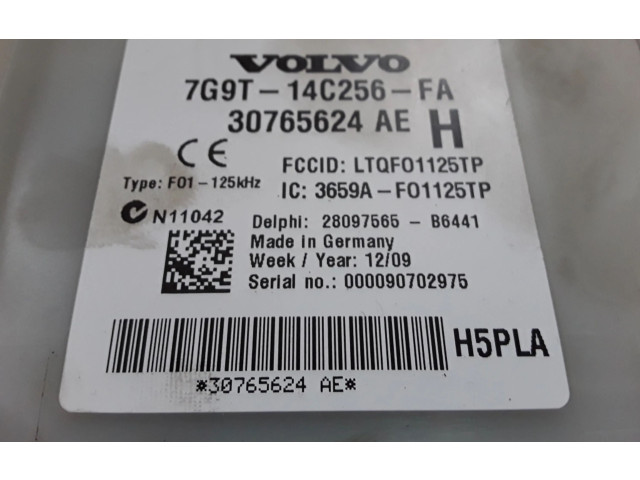 VOLVO
7G9T-14C256-FA
30765624 AE H
CE
FCCID: LTQFO1125TP
Type: FO1-125kHz
IC: 3659A-FO1125TP
N11042
Delphi: 28097565 - B6441
Made in Germany
Week / Year: 12/09
Serial no.: 000090702975
H5PLA
*30765624 AE*